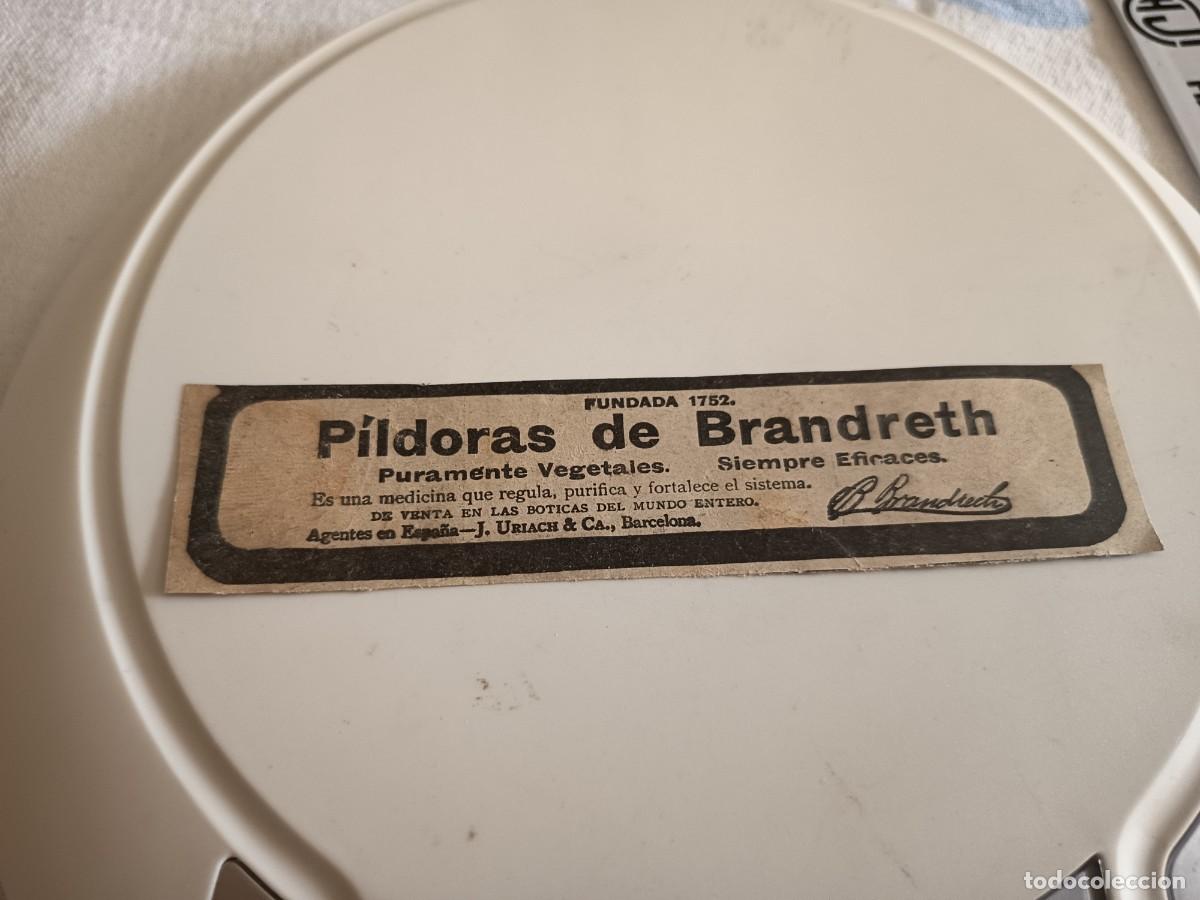 FUNDADA 1752.
Píldoras de Brandreth
Puramente Vegetales. Siempre Eficaces.
Es una medicina que regula, purifica y fortalece el sistema.
DE VENTA EN LAS BOTICAS DEL MUNDO ENTERO.
Agentes en España—J. URIACH & CA., Barcelona.
B Brandreth
todocoleccion